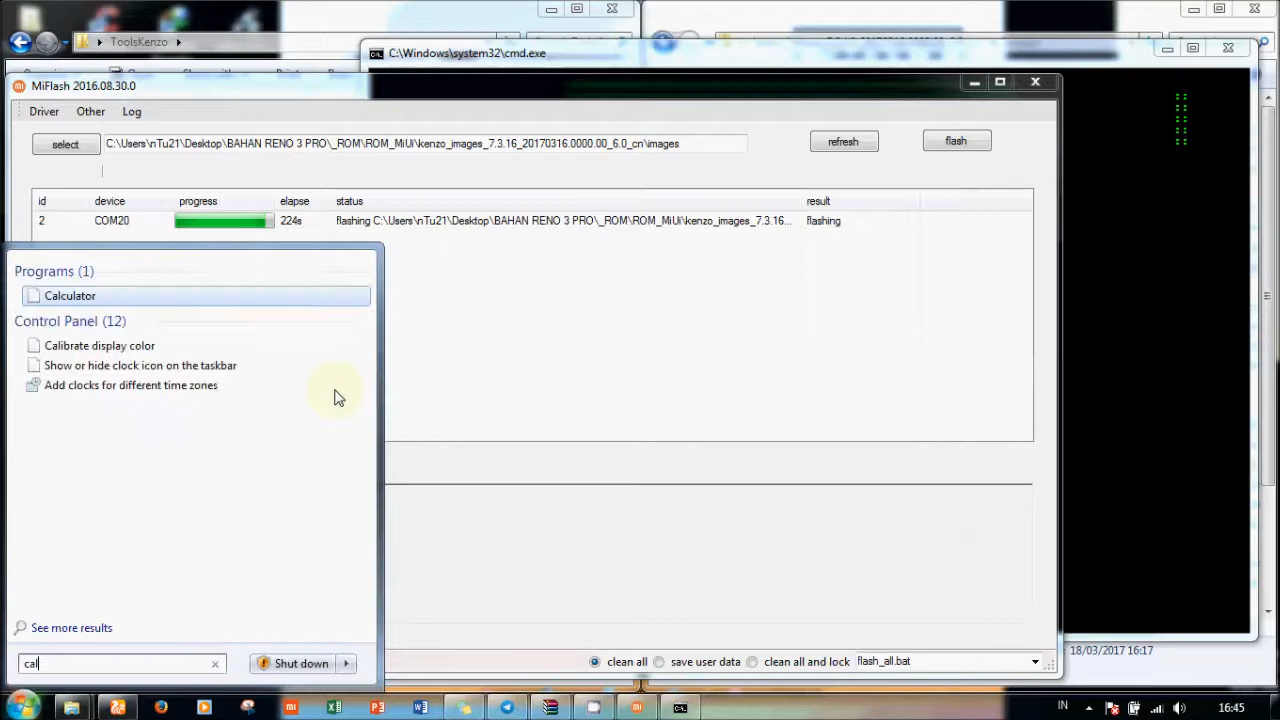 ToolsKenzo
C:\Windows\system32\cmd.exe
MiFlash 2016.08.30.0
Driver Other Log
select C:\Users\nTu21\Desktop\BAHAN RENO 3 PRO\_ROM\ROM_MiUi\kenzo_images_7.3.16_20170316.0000.00_6.0_cn\images refresh flash
id device progress elapse status result
2 COM20 224s flashing C:\Users\nTu21\Desktop\BAHAN RENO 3 PRO\_ROM\ROM_MiUi\kenzo_images_7.3.16... flashing
Programs (1)
Calculator
Control Panel (12)
Calibrate display color
Show or hide clock icon on the taskbar
Add clocks for different time zones
See more results
cal Shut down
clean all save user data clean all and lock flash_all.bat
18/03/2017 16:17
IN 16:45